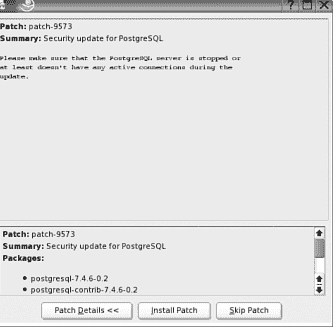 Patch: patch-9573
Summary: Security update for PostgreSQL
Please make sure that the PostgreSQL server is stopped or
at least doesn't have any active connections during the
update.
Patch: patch-9573
Summary: Security update for PostgreSQL
Packages:
• postgresql-7.4.6-0.2
• postgresql-contrib-7.4.6-0.2
Patch Details <<
Install Patch
Skip Patch